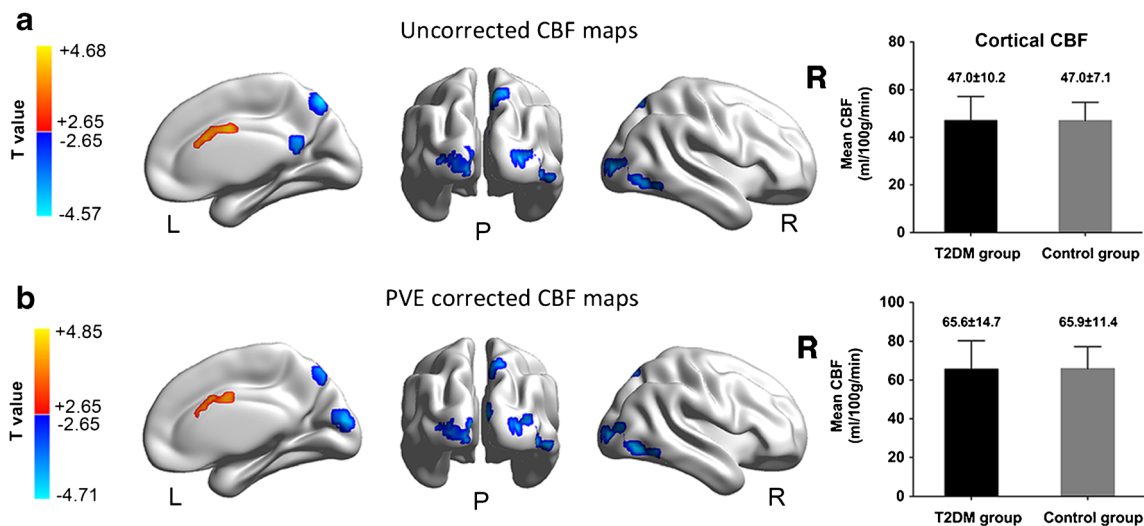 a
Uncorrected CBF maps
T value
+4.68
+2.65
-2.65
-4.57
L
P
R
R
Cortical CBF
Mean CBF
(ml/100g/min)
80
60
40
20
0
47.0±10.2
47.0±7.1
T2DM group
Control group
b
PVE corrected CBF maps
T value
+4.85
+2.65
-2.65
-4.71
L
P
R
R
Mean CBF
(ml/100g/min)
100
80
60
40
20
0
65.6±14.7
65.9±11.4
T2DM group
Control group